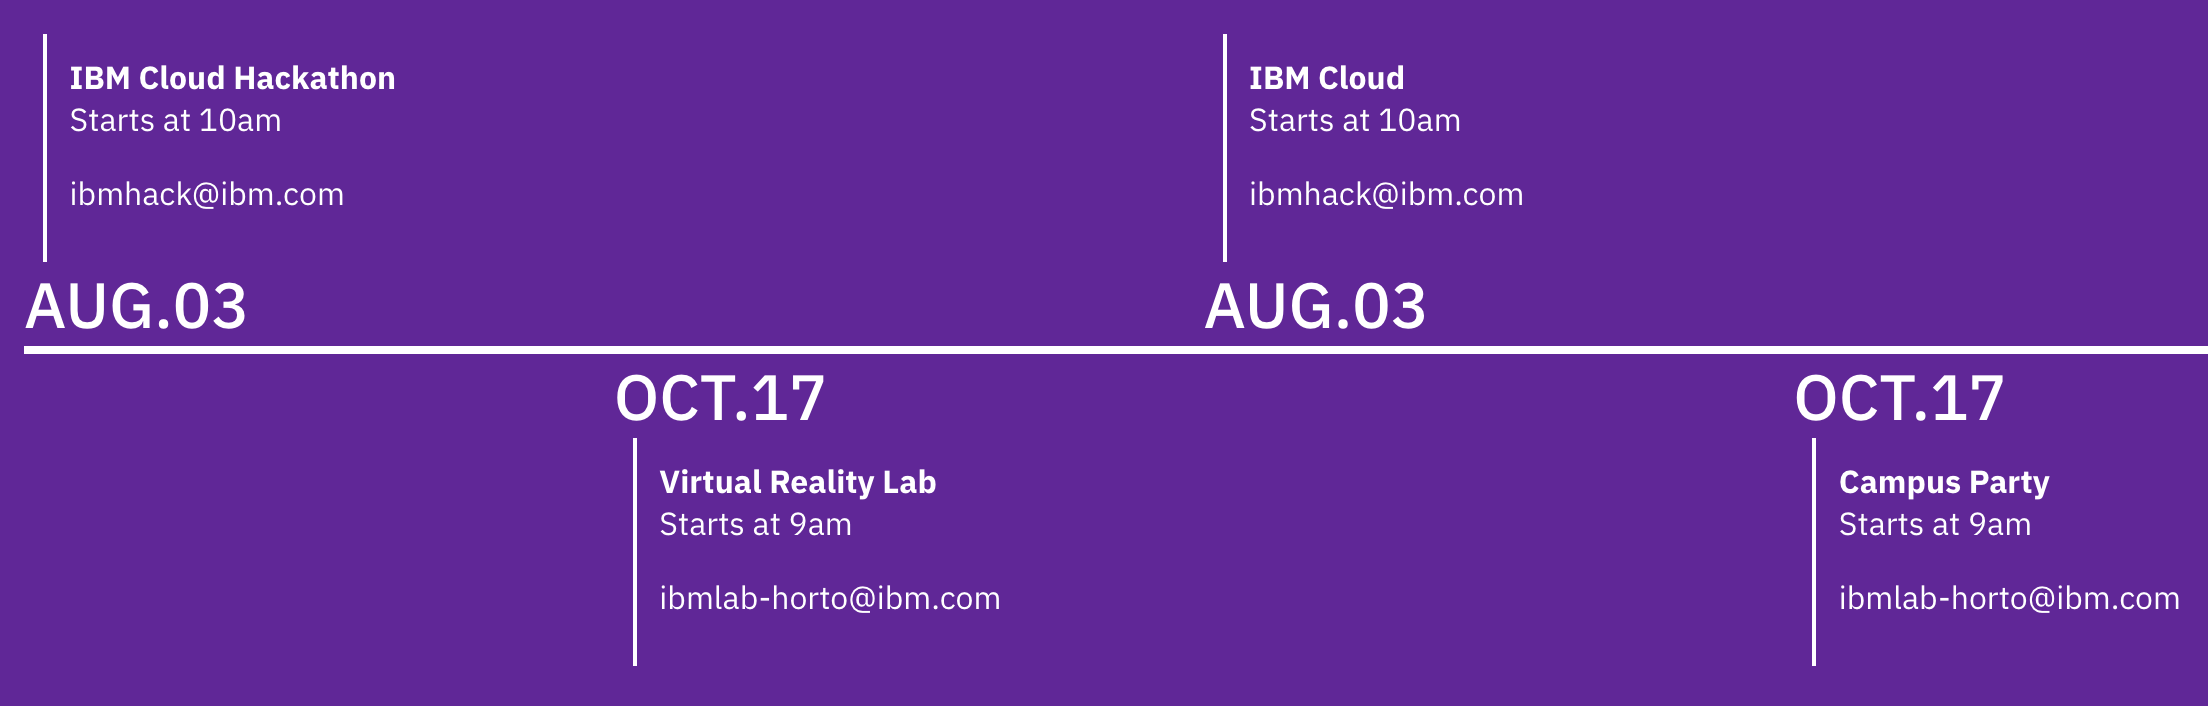 IBM Cloud Hackathon
Starts at 10am
ibmhack@ibm.com
AUG.03
OCT.17
Virtual Reality Lab
Starts at 9am
ibmlab-horto@ibm.com
IBM Cloud
Starts at 10am
ibmhack@ibm.com
AUG.03
OCT.17
Campus Party
Starts at 9am
ibmlab-horto@ibm.com